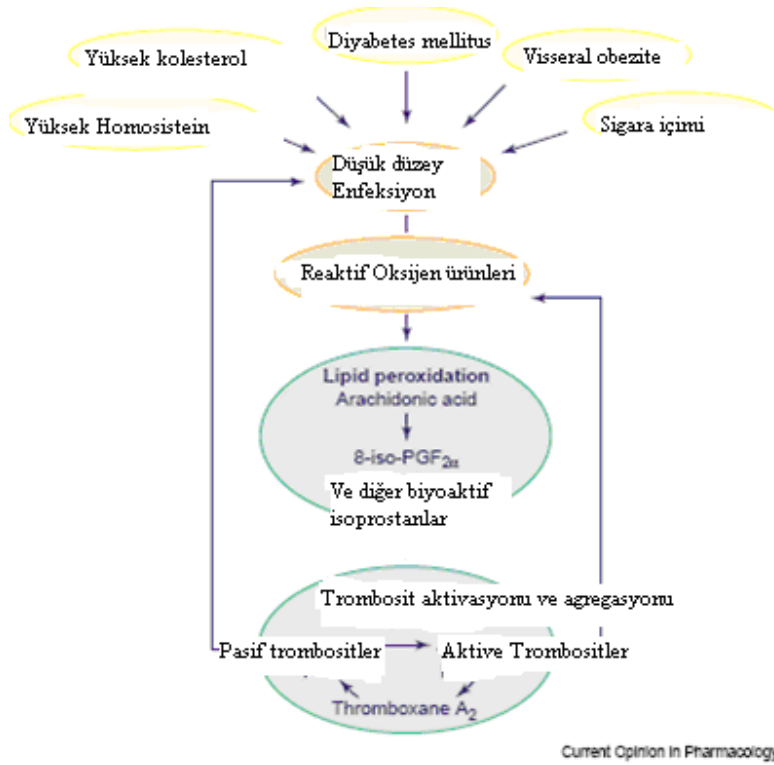 Diyabetes mellitus
Yüksek kolesterol
Visseral obezite
Yüksek Homosistein
Sigara içimi
Düşük düzey
Enfeksiyon
Reaktif Oksijen ürünleri
Lipid peroxidation
Arachidonic acid
8-iso-PGF2α
Ve diğer biyoaktif
isoprostanlar
Trombosit aktivasyonu ve agregasyonu
Pasif trombositler
Aktive Trombositler
Thromboxane A2
Current Opinion in Pharmacology